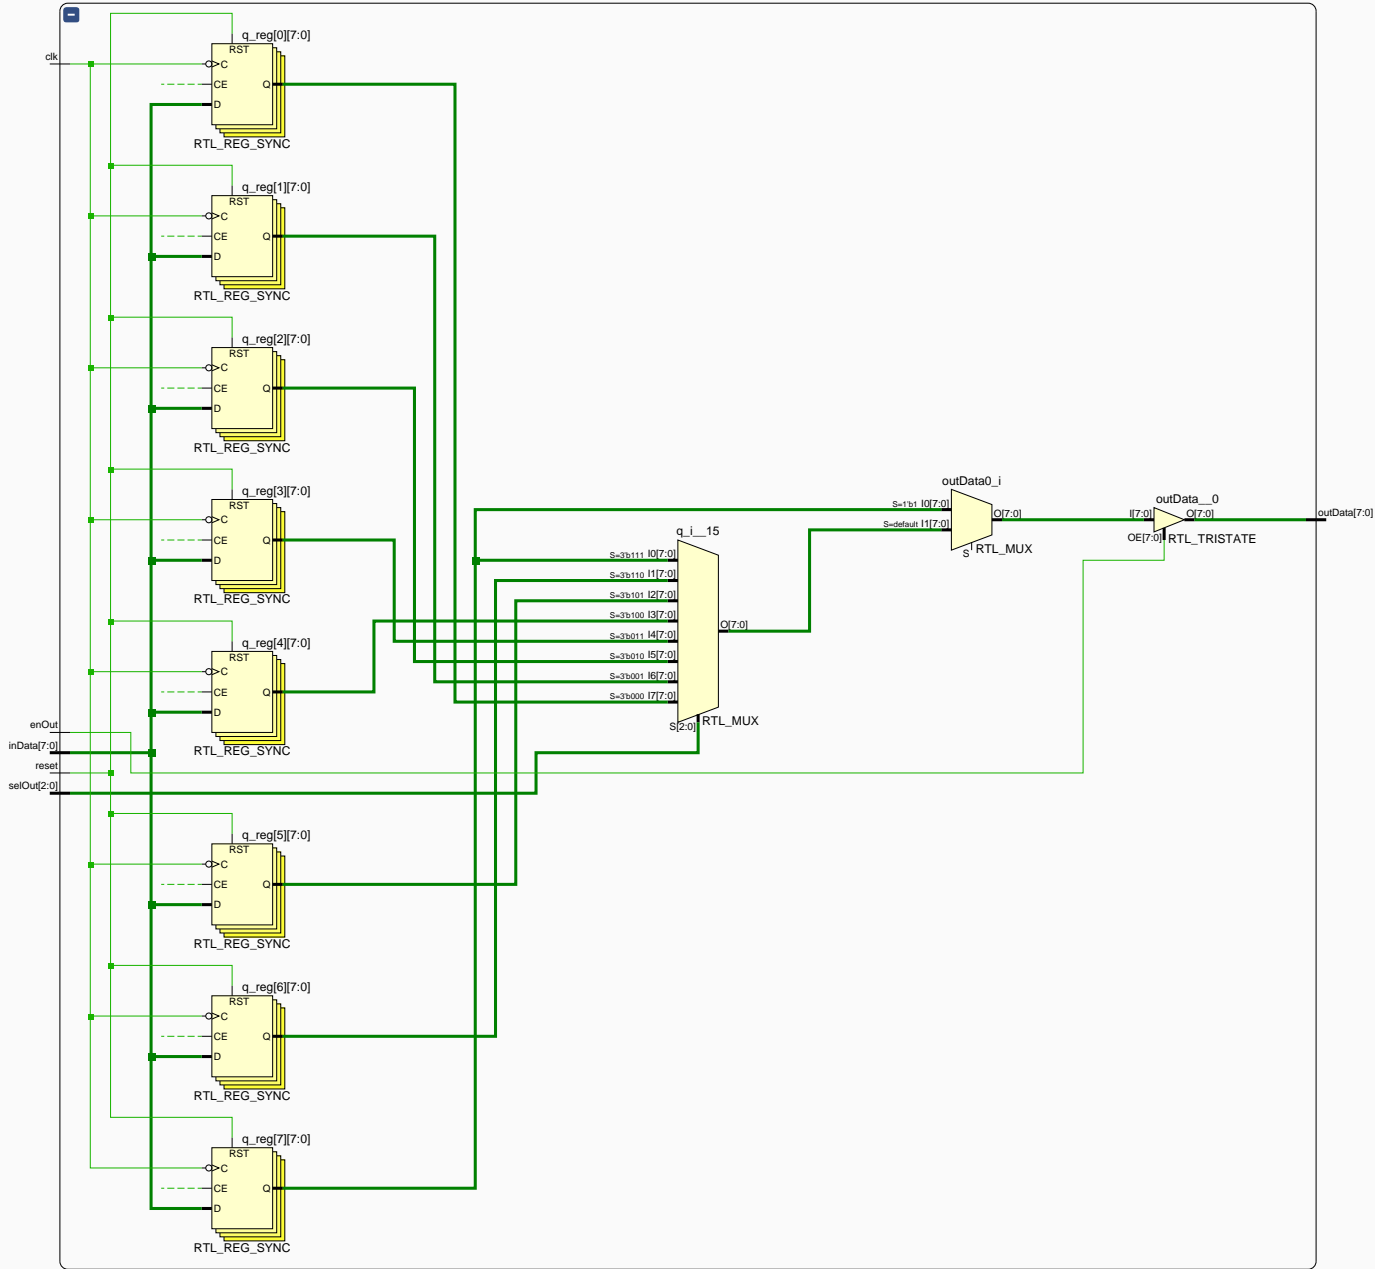 q_reg[0][7:0]
RST
clk
C
CE
Q
D
RTL_REG_SYNC
q_reg[1][7:0]
RST
C
CE
Q
D
RTL_REG_SYNC
q_reg[2][7:0]
RST
C
CE
Q
D
RTL_REG_SYNC
q_reg[3][7:0]
RST
C
CE
Q
D
RTL_REG_SYNC
q_reg[4][7:0]
RST
C
CE
Q
D
RTL_REG_SYNC
enOut
inData[7:0]
reset
selOut[2:0]
q_reg[5][7:0]
RST
C
CE
Q
D
RTL_REG_SYNC
q_reg[6][7:0]
RST
C
CE
Q
D
RTL_REG_SYNC
q_reg[7][7:0]
RST
C
CE
Q
D
RTL_REG_SYNC
q_i__15
S=3'b111 I0[7:0]
S=3'b110 I1[7:0]
S=3'b101 I2[7:0]
S=3'b100 I3[7:0]
S=3'b011 I4[7:0]
S=3'b010 I5[7:0]
S=3'b001 I6[7:0]
S=3'b000 I7[7:0]
O[7:0]
S[2:0]
RTL_MUX
outData0_i
S=1'b1 I0[7:0]
S=default I1[7:0]
O[7:0]
S
RTL_MUX
outData__0
I[7:0]
O[7:0]
OE[7:0]
RTL_TRISTATE
outData[7:0]